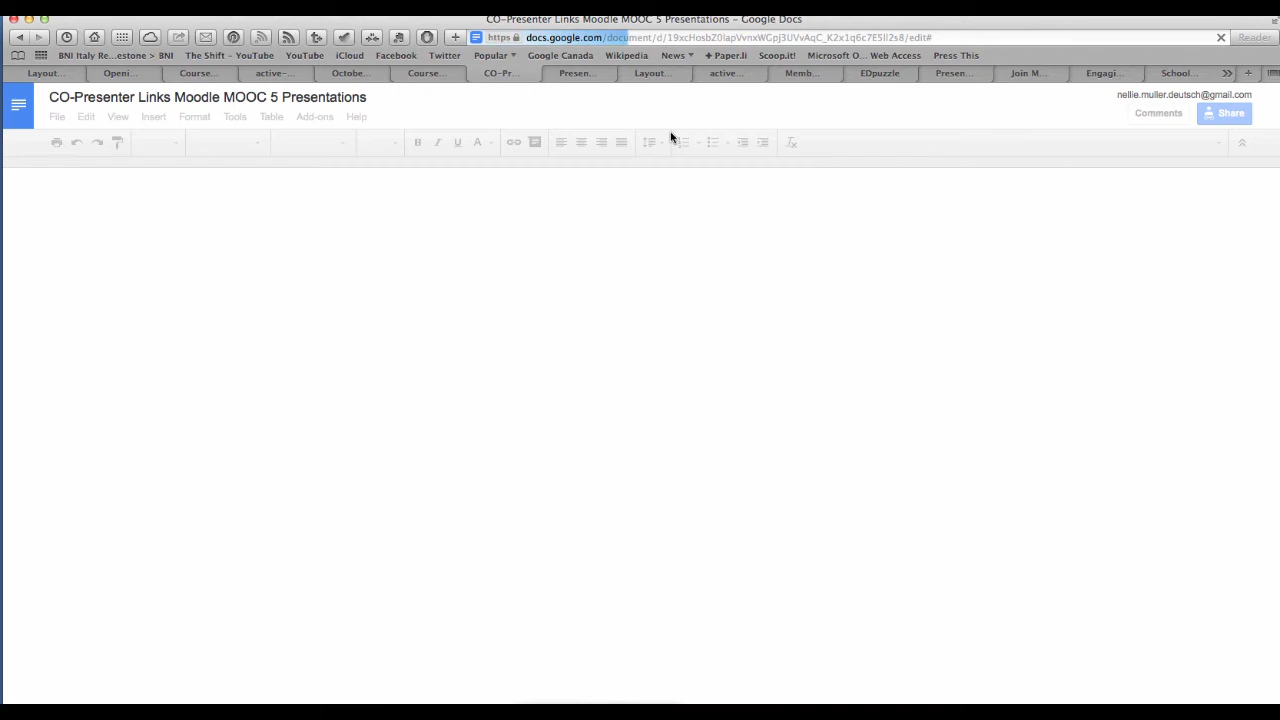 CO-Presenter Links Moodle MOOC 5 Presentations – Google Docs
https docs.google.com/document/d/19xcHosbZ0lapVvnxWGpj3UVvAqC_K2x1q6c7E5ll2s8/edit# Reader
BNI Italy Re...estone > BNI The Shift – YouTube YouTube iCloud Facebook Twitter Popular Google Canada Wikipedia News + Paper.li Scoop.it! Microsoft O... Web Access Press This
Layout... Openi... Course... active-... Octobe... Course... CO-Pr... Presen... Layout... active... Memb... EDpuzzle Presen... Join M... Engagi... School...
CO-Presenter Links Moodle MOOC 5 Presentations
nellie.muller.deutsch@gmail.com
File Edit View Insert Format Tools Table Add-ons Help
Comments Share
B I U A